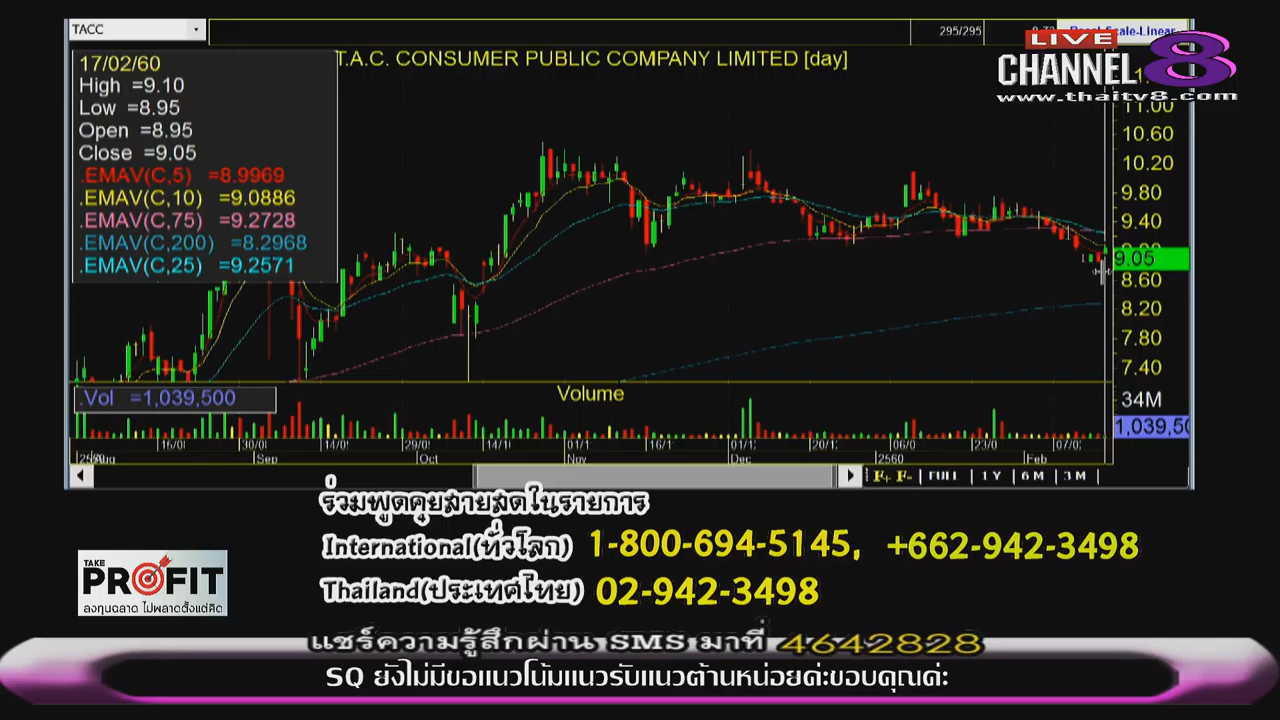 TACC
295/295
LIVE
CHANNEL 8
www.thaitv8.com
T.A.C. CONSUMER PUBLIC COMPANY LIMITED [day]
17/02/60
High =9.10
Low =8.95
Open =8.95
Close =9.05
.EMAV(C,5) =8.9969
.EMAV(C,10) =9.0886
.EMAV(C,75) =9.2728
.EMAV(C,200) =8.2968
.EMAV(C,25) =9.2571
11.00
10.60
10.20
9.80
9.40
9.05
8.60
8.20
7.80
7.40
.Vol =1,039,500
Volume
34M
1,039,50
16/0 30/0 14/0 29/0 14/1 01/1 16/1 01/1 20/1 06/0 23/0 07/0
Sep Oct Nov Dec 2560 Feb
F+ F- FULL 1 Y 6 M 3 M
ร่วมพูดคุยสายสดในรายการ
International(ทั่วโลก) 1-800-694-5145, +662-942-3498
Thailand(ประเทศไทย) 02-942-3498
TAKE
PROFIT
ลงทุนฉลาด ไม่พลาดตั้งแต่คิด
แชร์ความรู้สึกผ่าน SMS มาที่ 4642828
SQ ยังไม่มีขอแนวโน้มแนวรับแนวต้านหน่อยค่ะขอบคุณค่ะ